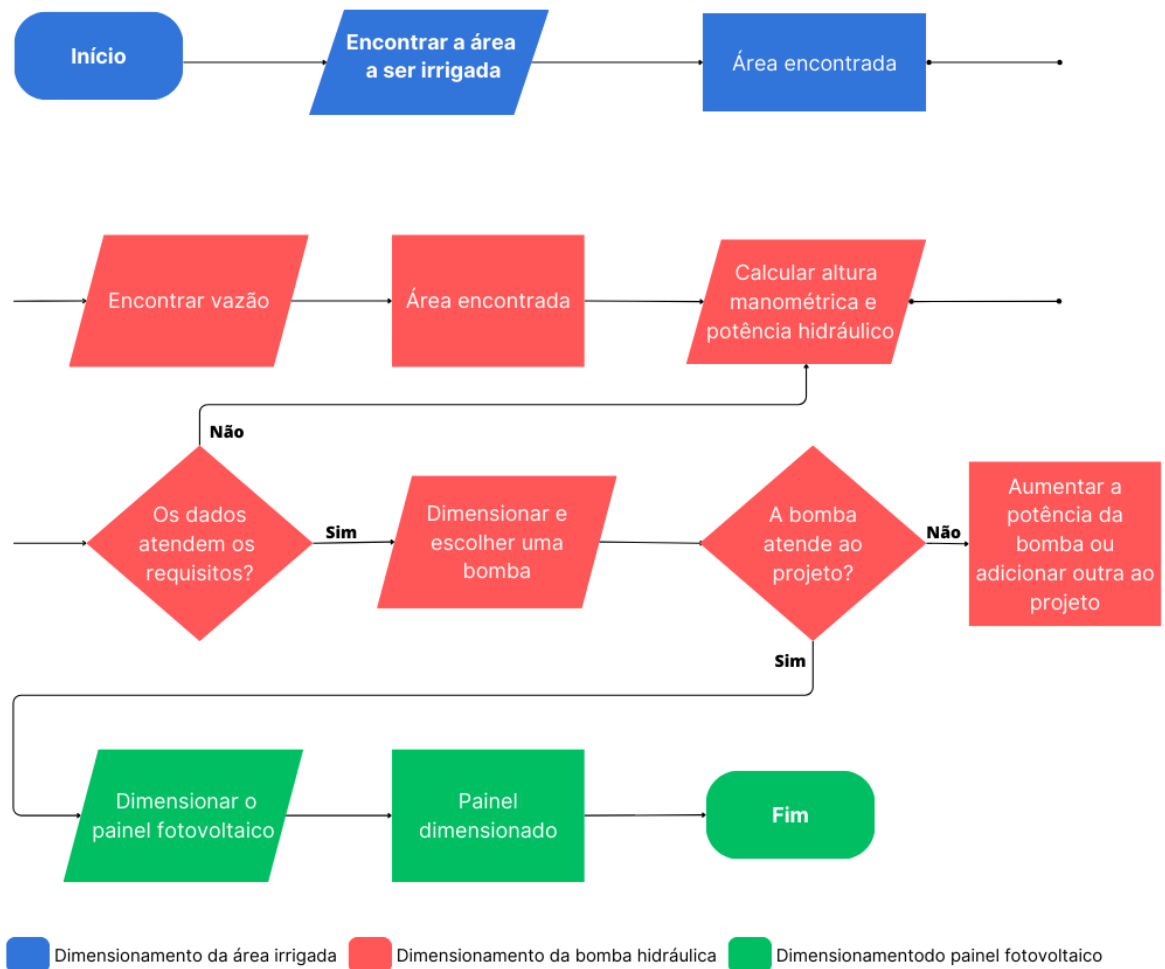 Início
Encontrar a área
a ser irrigada
Área encontrada
Encontrar vazão
Área encontrada
Calcular altura
manométrica e
potência hidráulico
Não
Os dados
atendem os
requisitos?
Sim
Dimensionar e
escolher uma
bomba
A bomba
atende ao
projeto?
Não
Aumentar a
potência da
bomba ou
adicionar outra ao
projeto
Sim
Dimensionar o
painel fotovoltaico
Painel
dimensionado
Fim
Dimensionamento da área irrigada
Dimensionamento da bomba hidráulica
Dimensionamentodo painel fotovoltaico